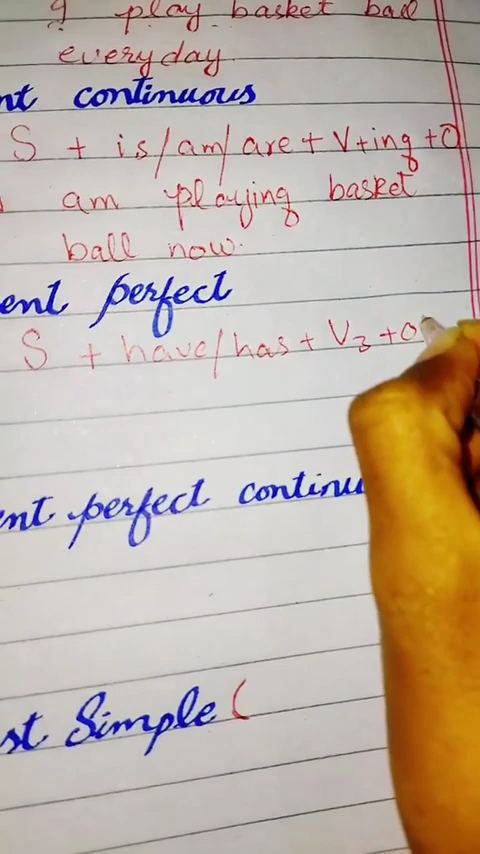 I play basket ball
everyday.
nt continuous
S + is/am/are + V+ing +O
am playing basket
ball now.
ent perfect
S + have/has + V3 +o
ent perfect continu
st Simple (